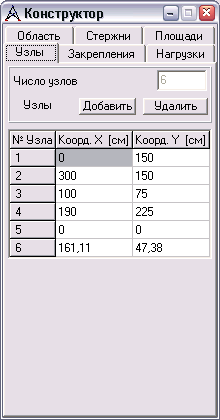 Конструктор
Область Стержни Площади
Узлы Закрепления Нагрузки
Число узлов 6
Узлы Добавить Удалить
№ Узла Коорд. X [см] Коорд. Y [см]
1 0 150
2 300 150
3 100 75
4 190 225
5 0 0
6 161,11 47,38